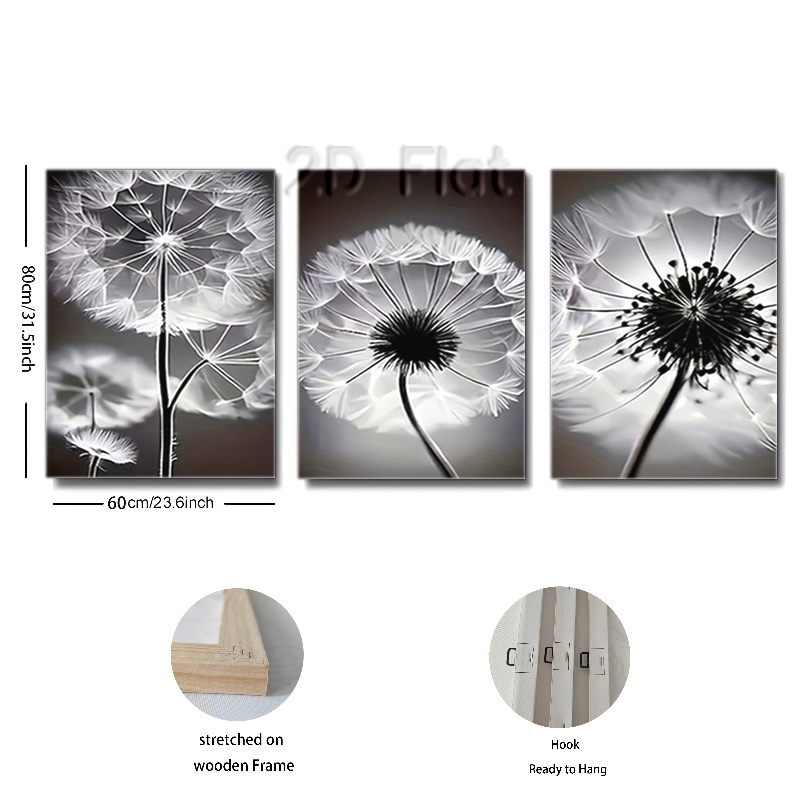 2D Flat
80cm/31.5inch
60cm/23.6inch
stretched on
wooden Frame
Hook
Ready to Hang